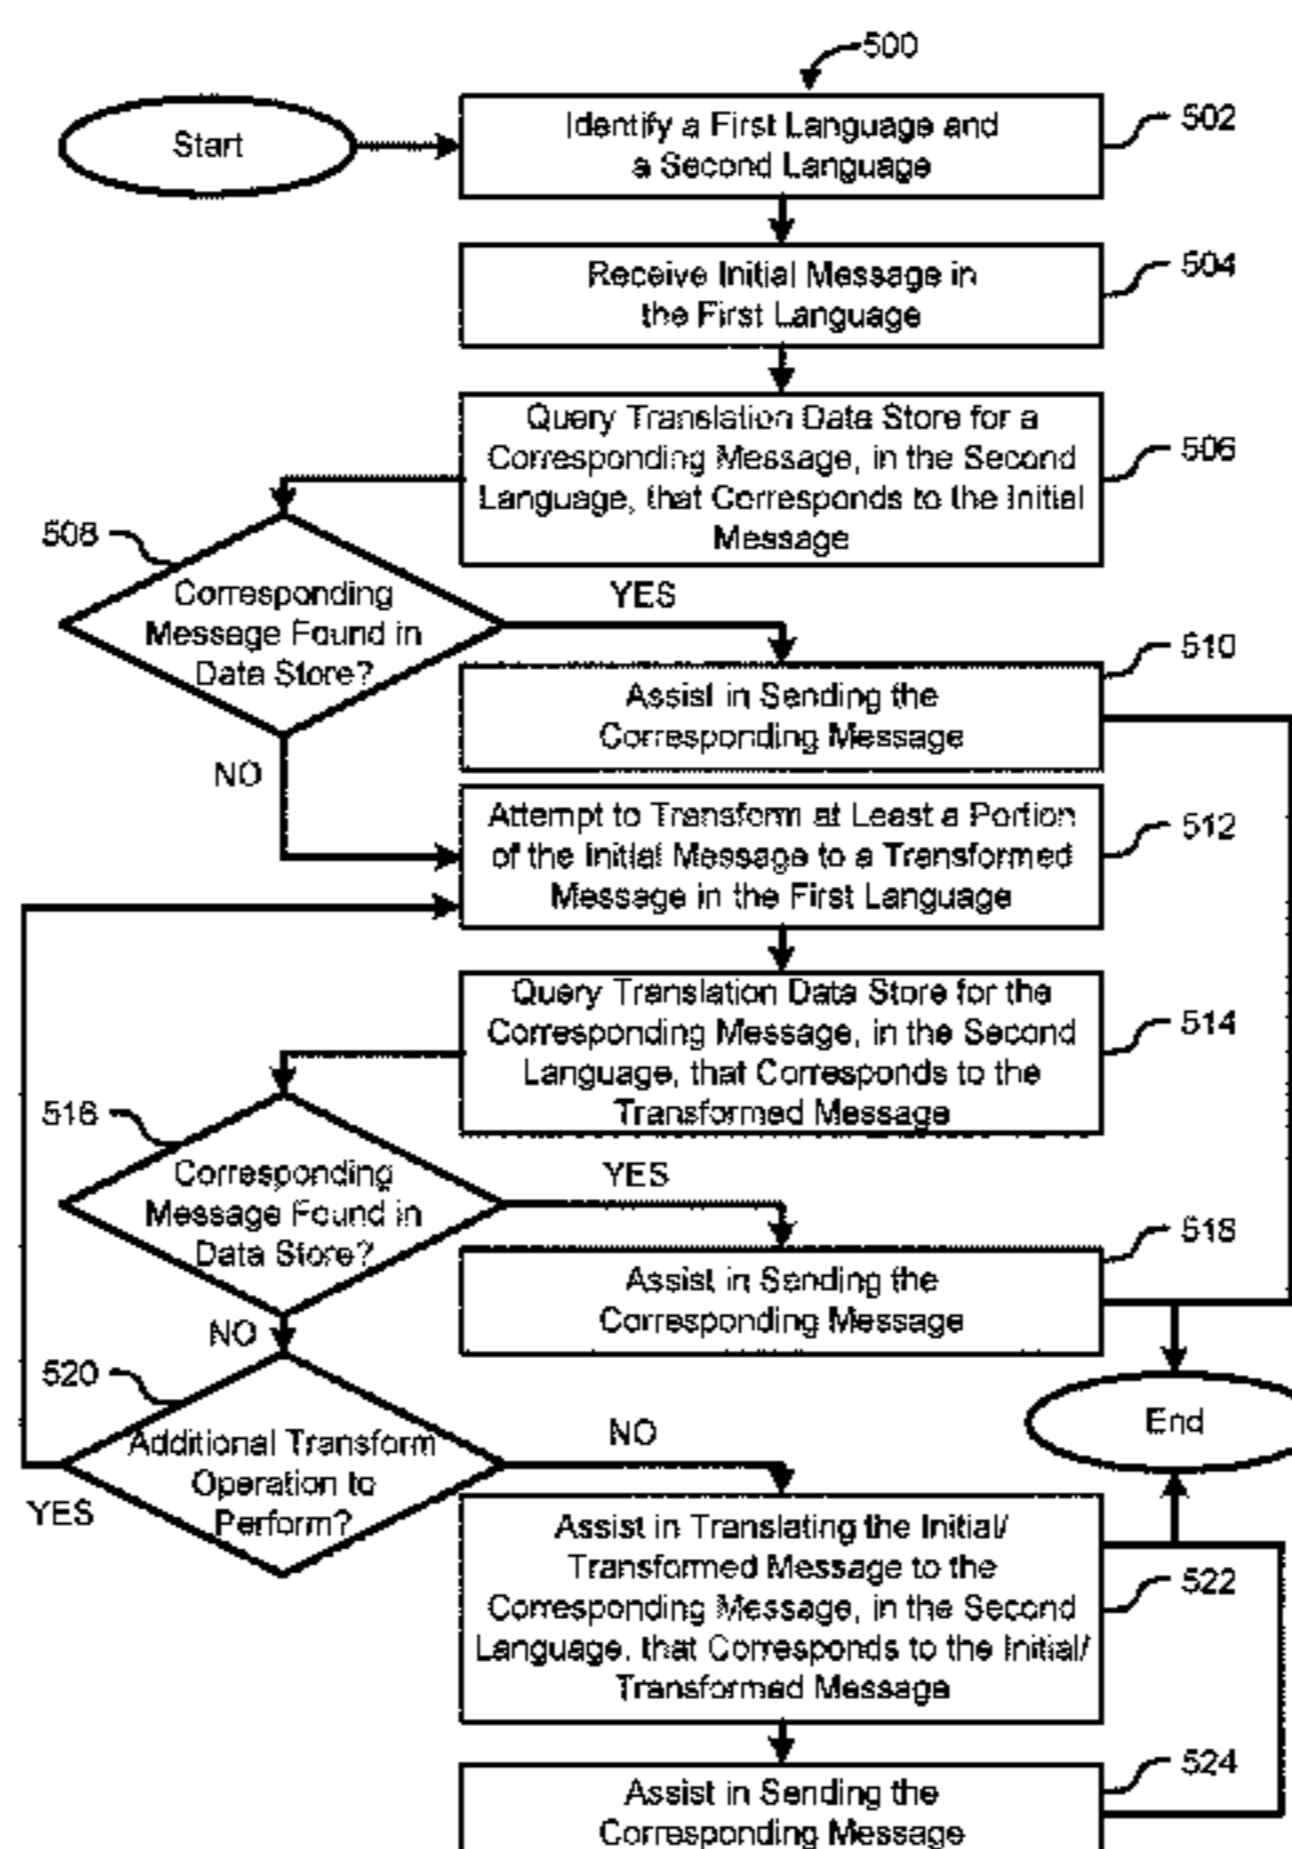 500
Start
Identify a First Language and
a Second Language
502
Receive Initial Message in
the First Language
504
Query Translation Data Store for a
Corresponding Message, in the Second
Language, that Corresponds to the Initial
Message
506
508
Corresponding
Message Found in
Data Store?
YES
NO
510
Assist in Sending the
Corresponding Message
Attempt to Transform at Least a Portion
of the Initial Message to a Transformed
Message in the First Language
512
Query Translation Data Store for the
Corresponding Message, in the Second
Language, that Corresponds to the
Transformed Message
514
516
Corresponding
Message Found in
Data Store?
YES
NO
518
Assist in Sending the
Corresponding Message
End
520
Additional Transform
Operation to
Perform?
NO
YES
Assist in Translating the Initial/
Transformed Message to the
Corresponding Message, in the Second
Language, that Corresponds to the Initial/
Transformed Message
522
524
Assist in Sending the
Corresponding Message